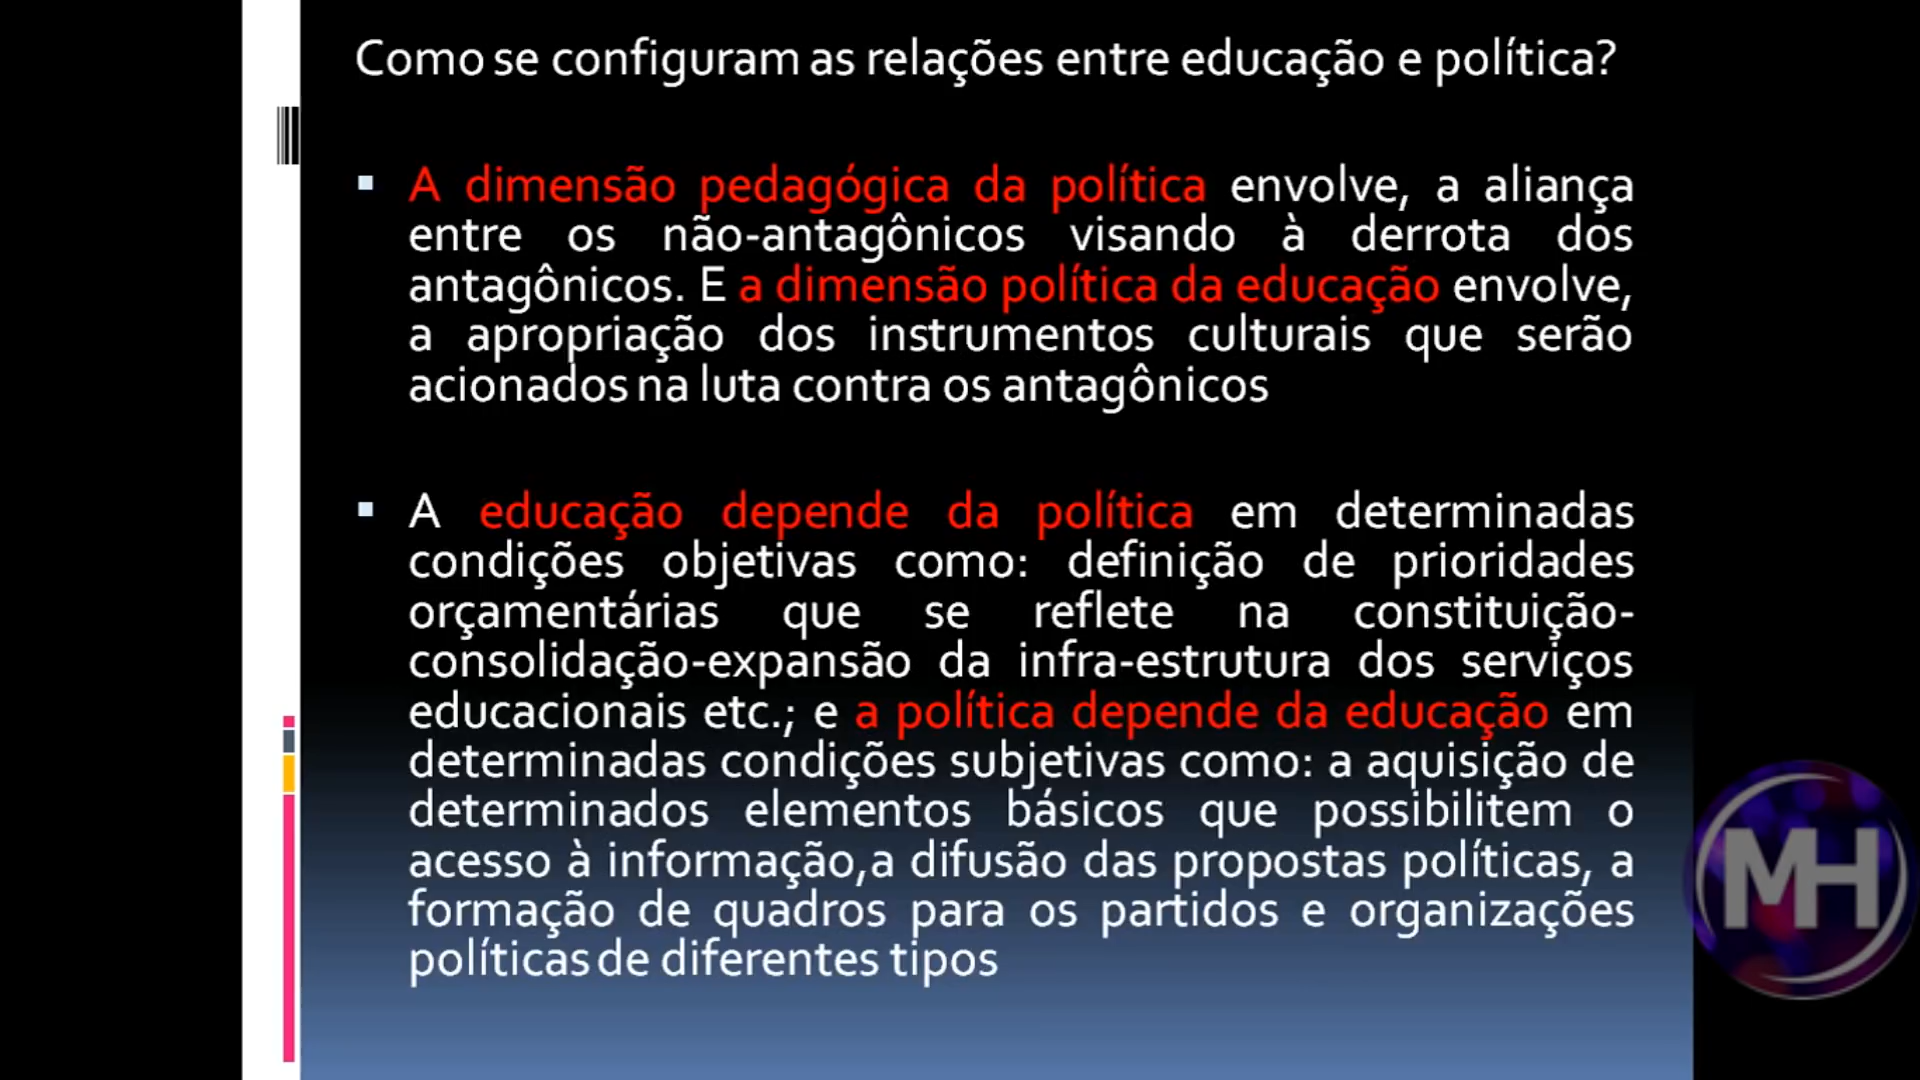 Como se configuram as relações entre educação e política?
A dimensão pedagógica da política envolve, a aliança
entre os não-antagônicos visando à derrota dos
antagônicos. E a dimensão política da educação envolve,
a apropriação dos instrumentos culturais que serão
acionados na luta contra os antagônicos
A educação depende da política em determinadas
condições objetivas como: definição de prioridades
orçamentárias que se reflete na constituição-
consolidação-expansão da infra-estrutura dos serviços
educacionais etc.; e a política depende da educação em
determinadas condições subjetivas como: a aquisição de
determinados elementos básicos que possibilitem o
acesso à informação,a difusão das propostas políticas, a
formação de quadros para os partidos e organizações
políticas de diferentes tipos
MH